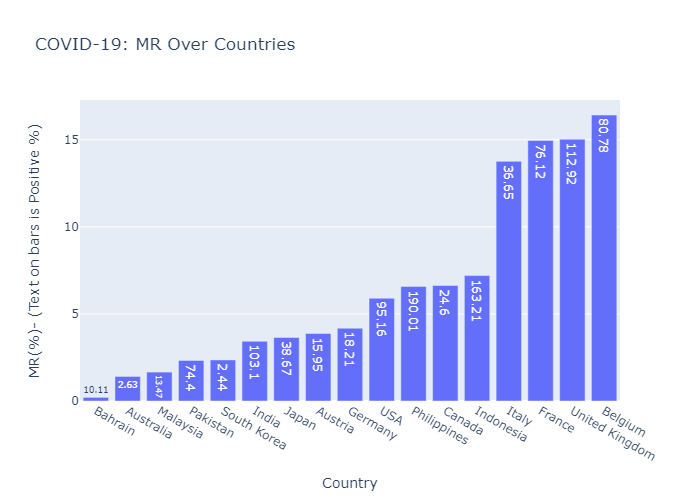 COVID-19: MR Over Countries
MR(%)- (Text on bars is Positive %)
15
10
5
0
10.11
2.63
13.47
74.4
2.44
103.1
38.67
15.95
18.21
95.16
190.01
24.6
163.21
36.65
76.12
112.92
80.78
Bahrain
Australia
Malaysia
Pakistan
South Korea
India
Japan
Austria
Germany
USA
Philippines
Canada
Indonesia
Italy
France
United Kingdom
Belgium
Country